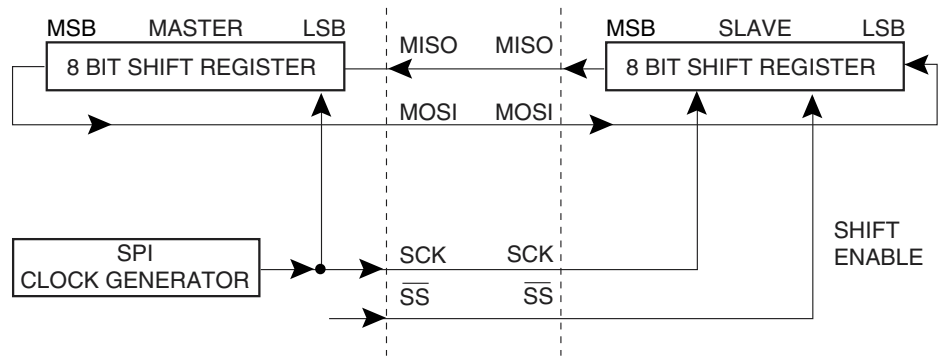 MSB MASTER LSB
MISO MISO
MSB SLAVE LSB
8 BIT SHIFT REGISTER
8 BIT SHIFT REGISTER
MOSI MOSI
SHIFT
ENABLE
SPI
CLOCK GENERATOR
SCK SCK
SS SS